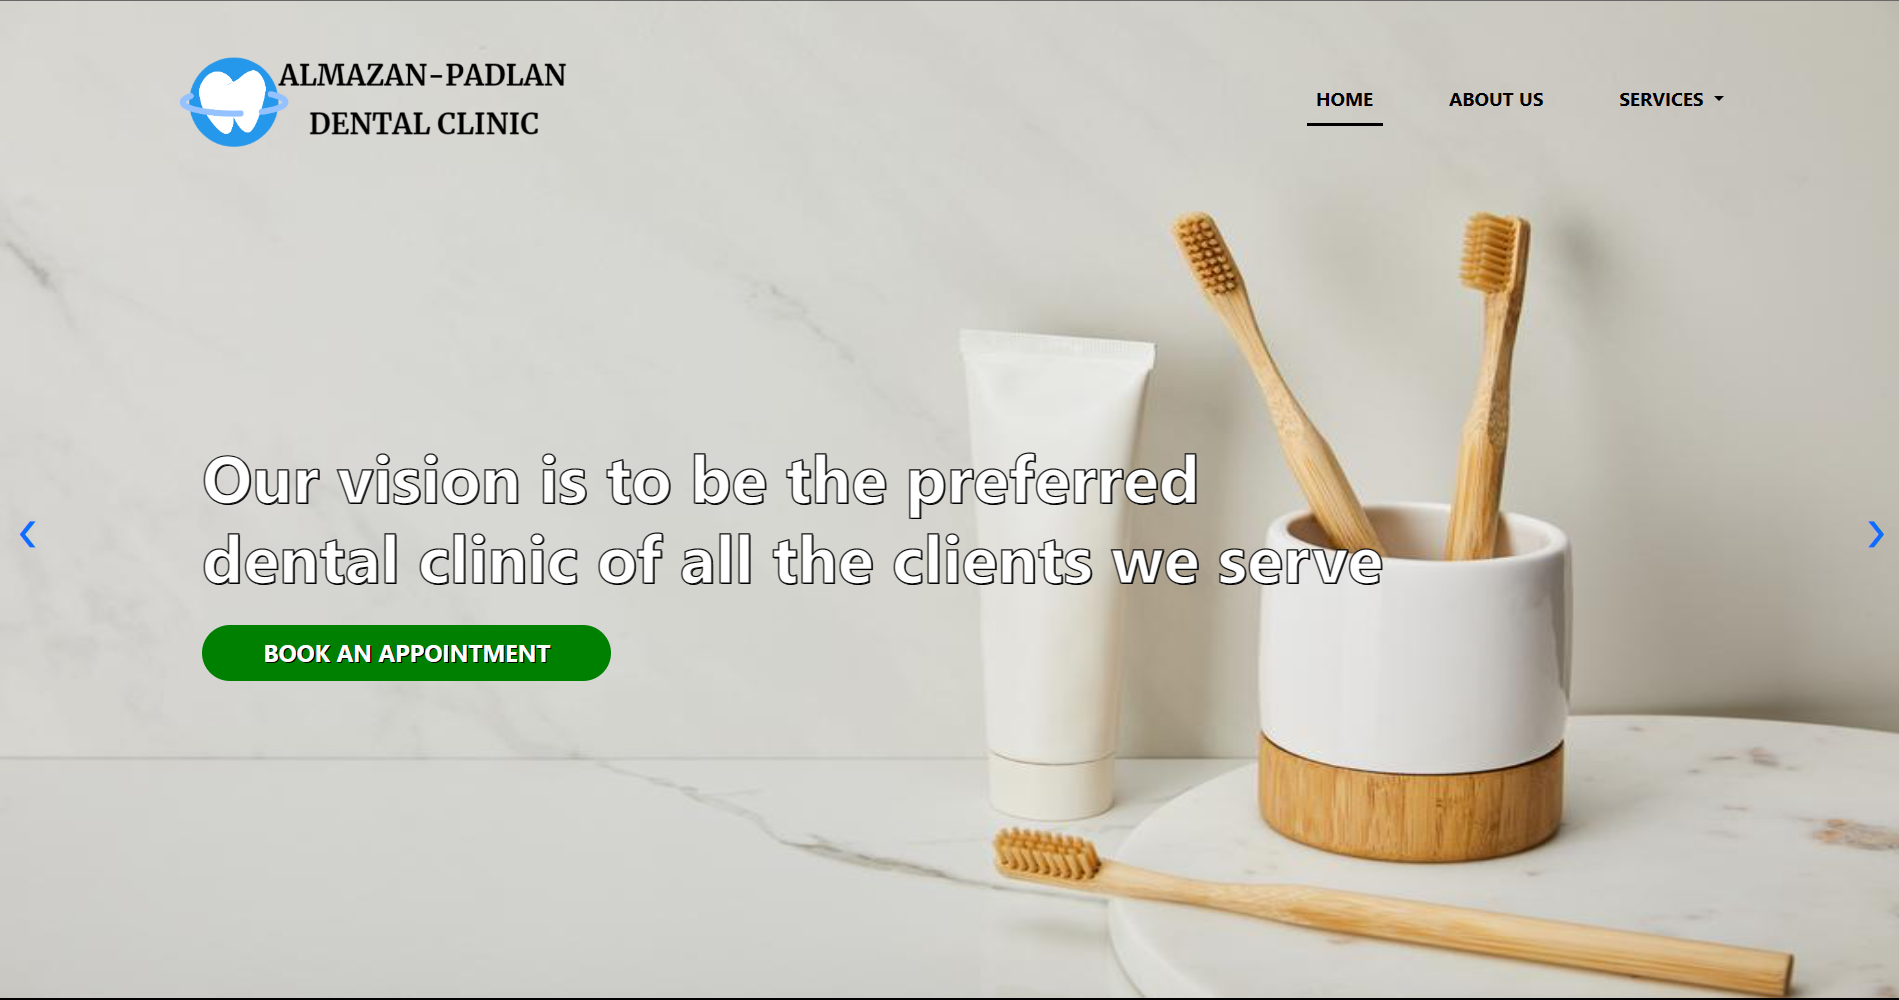 ALMAZAN-PADLAN
DENTAL CLINIC
HOME
ABOUT US
SERVICES
Our vision is to be the preferred
dental clinic of all the clients we serve
BOOK AN APPOINTMENT